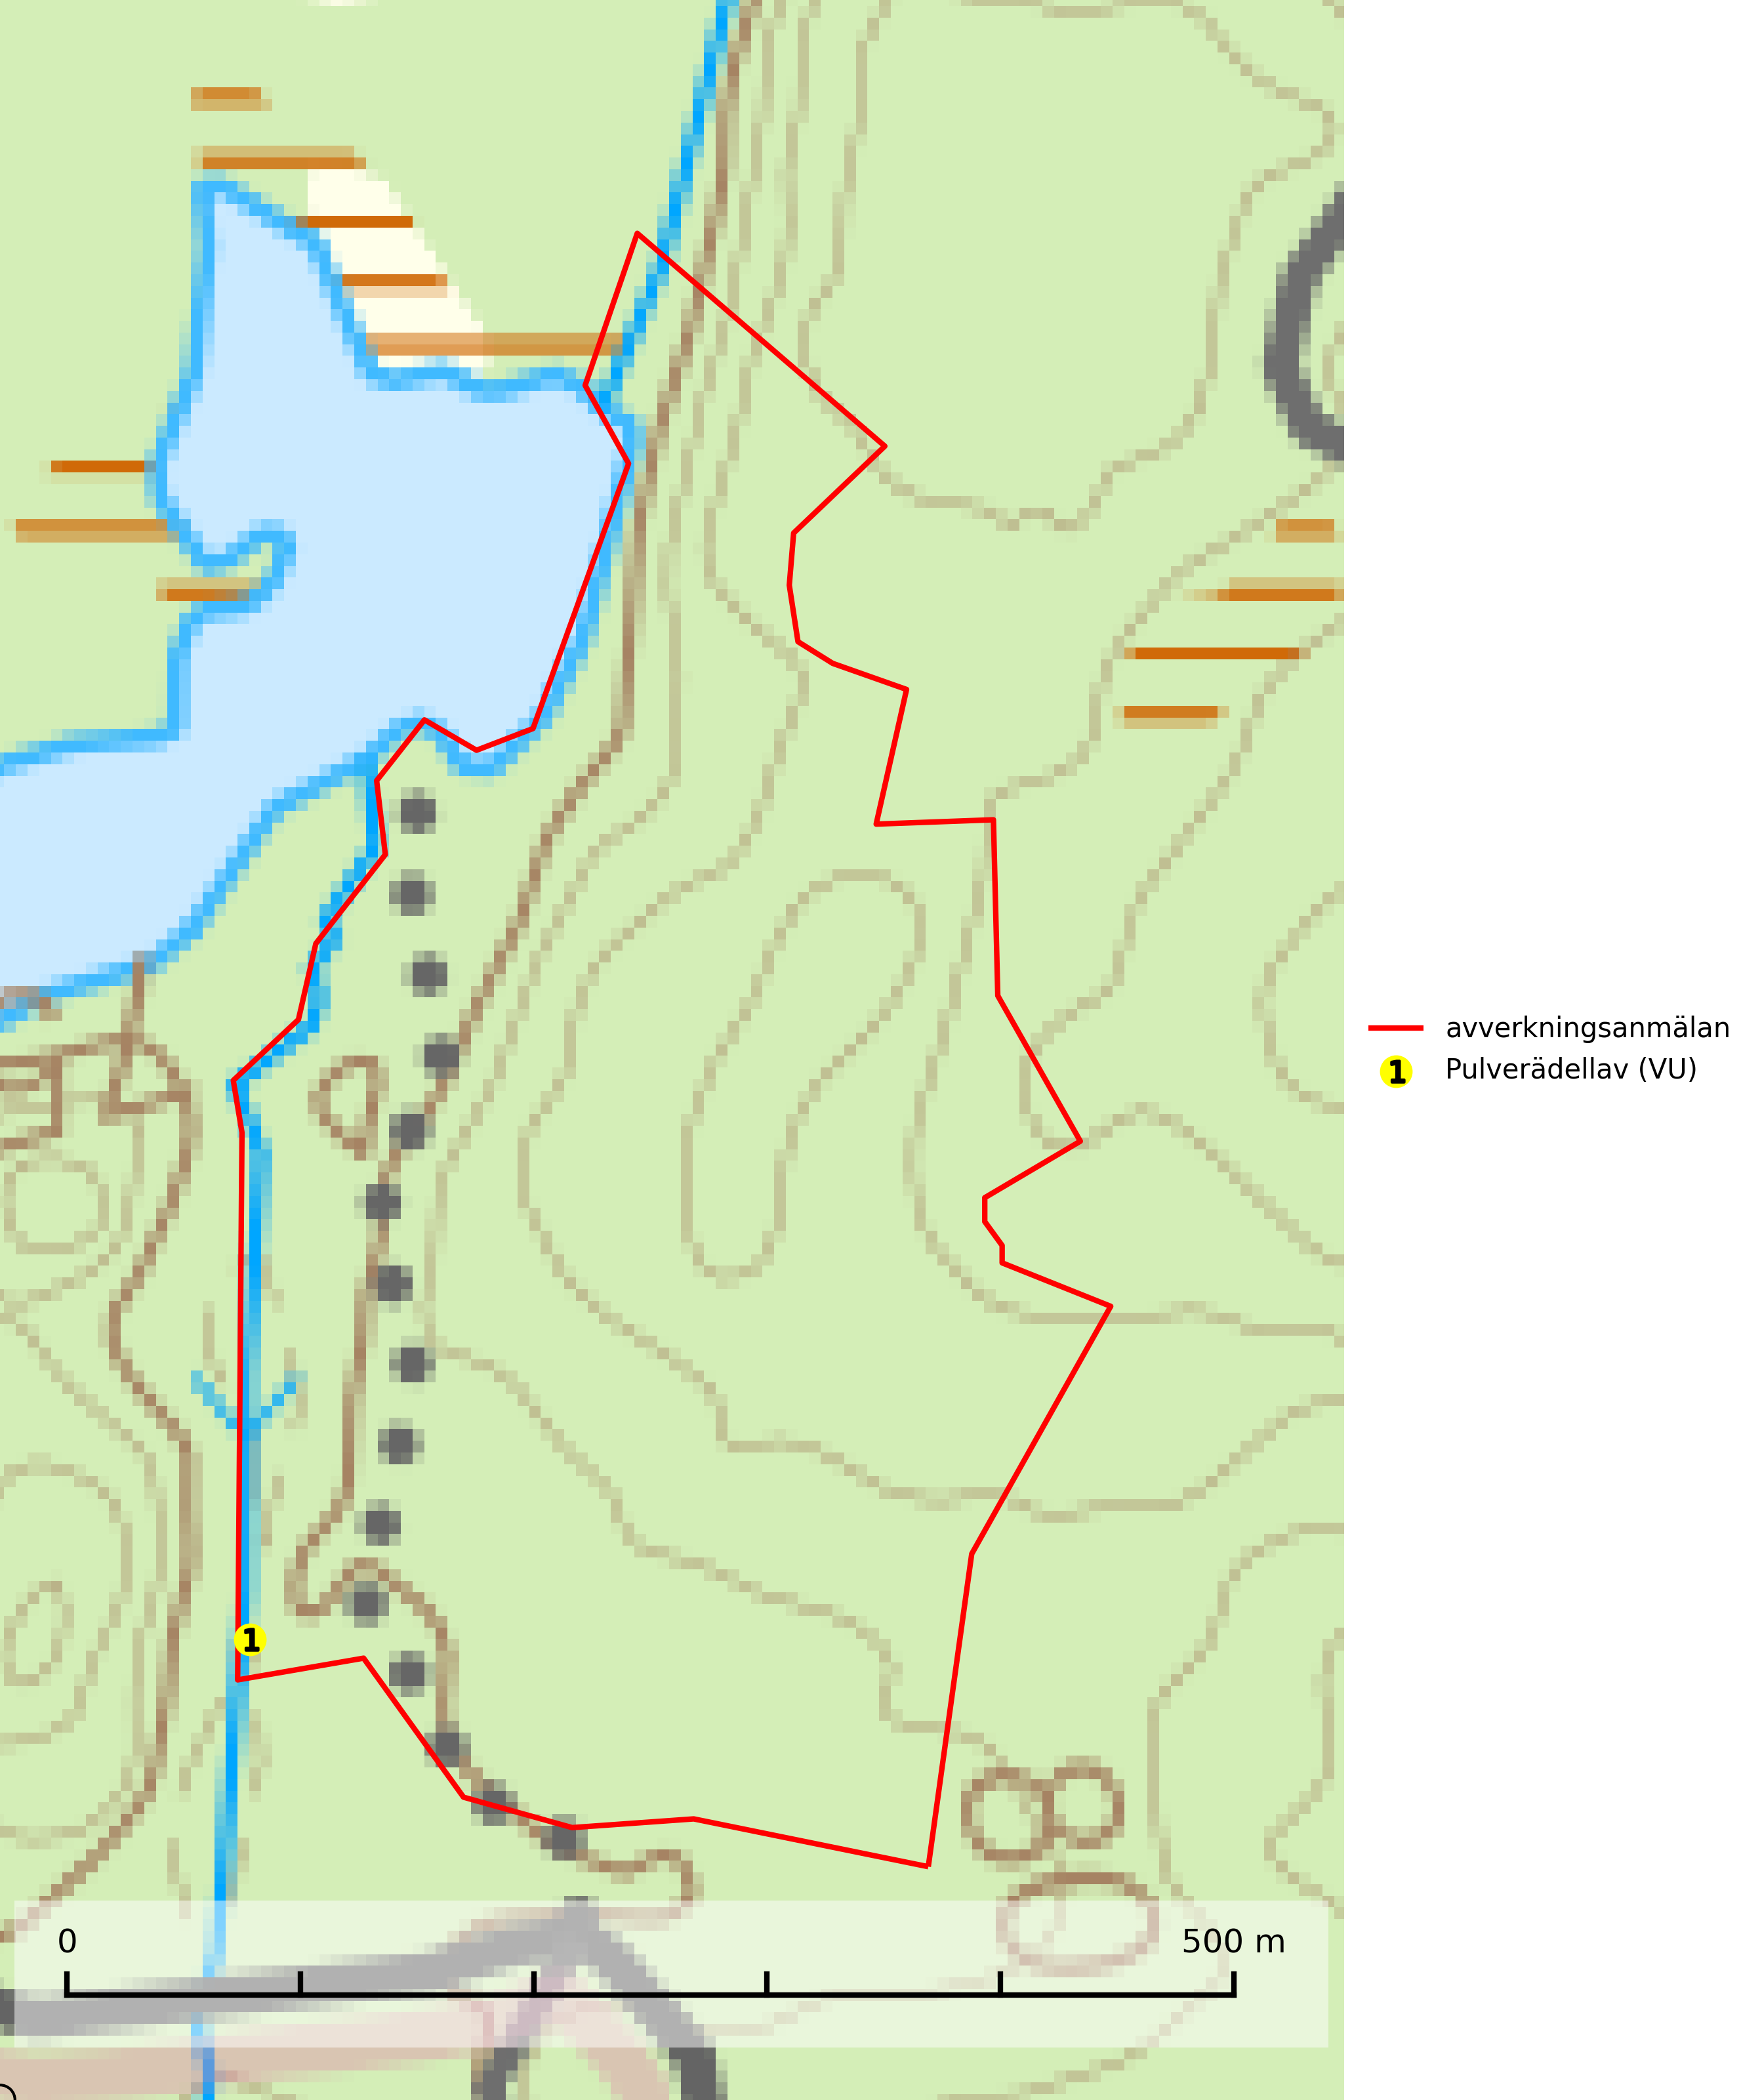 avverkningsanmälan
1 Pulverädellav (VU)
1
0 500 m